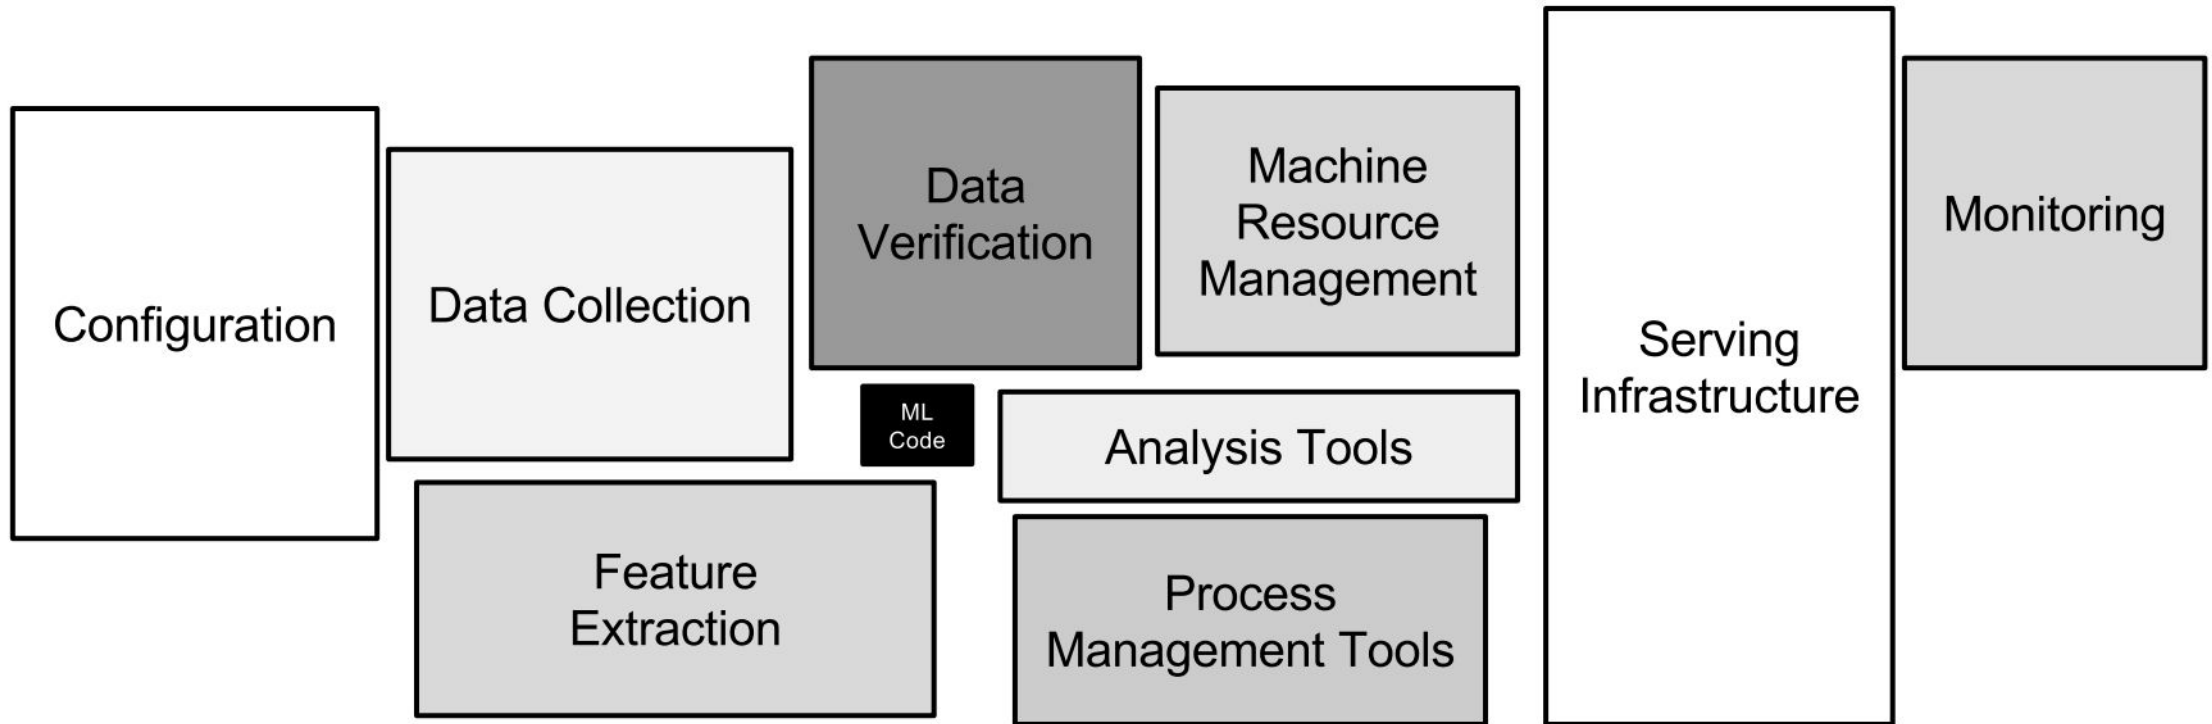 Configuration
Data Collection
Feature
Extraction
Data
Verification
ML
Code
Machine
Resource
Management
Analysis Tools
Process
Management Tools
Serving
Infrastructure
Monitoring